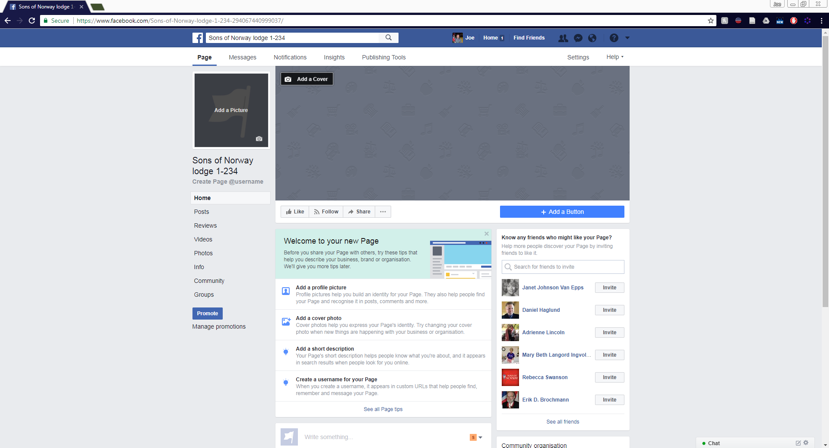 Sons of Norway lodge 1
Secure
https://www.facebook.com/Sons-of-Norway-lodge-1-234-294067440999037/
Sons of Norway lodge 1-234
Joe
Home
Find Friends
Page
Messages
Notifications
Insights
Publishing Tools
Settings
Help
Add a Picture
Add a Cover
Sons of Norway
lodge 1-234
Create Page @username
Like
Follow
Share
+ Add a Button
Home
Posts
Reviews
Videos
Photos
Info
Community
Groups
Promote
Manage promotions
Welcome to your new Page
Before you share your Page with others, try these tips that
help you describe your business, brand or organisation.
We'll give you more tips later.
Add a profile picture
Profile pictures help build an identity for your Page. They also help people find
your Page and recognise it in posts, comments and more.
Add a cover photo
Cover photos help you express your Page's identity. Try changing your cover
photo when new things are happening with your business or organisation.
Add a short description
Your Page's short description helps people know what you're about, and it appears
in search results when people look for you online.
Create a username for your Page
When you create a username, it appears in custom URLs that help people find,
remember and message your Page.
See all Page tips
Write something...
Know any friends who might like your Page?
Help more people discover your Page by inviting
friends to like it.
Search for friends to invite
Janet Johnson Van Epps
Invite
Daniel Haglund
Invite
Adrienne Lincoln
Invite
Mary Beth Langord Ingvol...
Invite
Rebecca Swanson
Invite
Erik D. Brochmann
Invite
See all friends
Community organisation
Chat